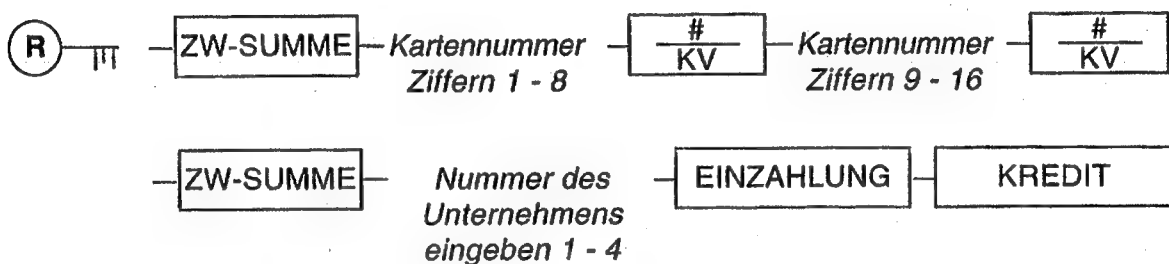 R ZW-SUMME Kartennummer # Kartennummer #
Ziffern 1 - 8 KV Ziffern 9 - 16 KV
ZW-SUMME Nummer des EINZAHLUNG KREDIT
Unternehmens
eingeben 1 - 4